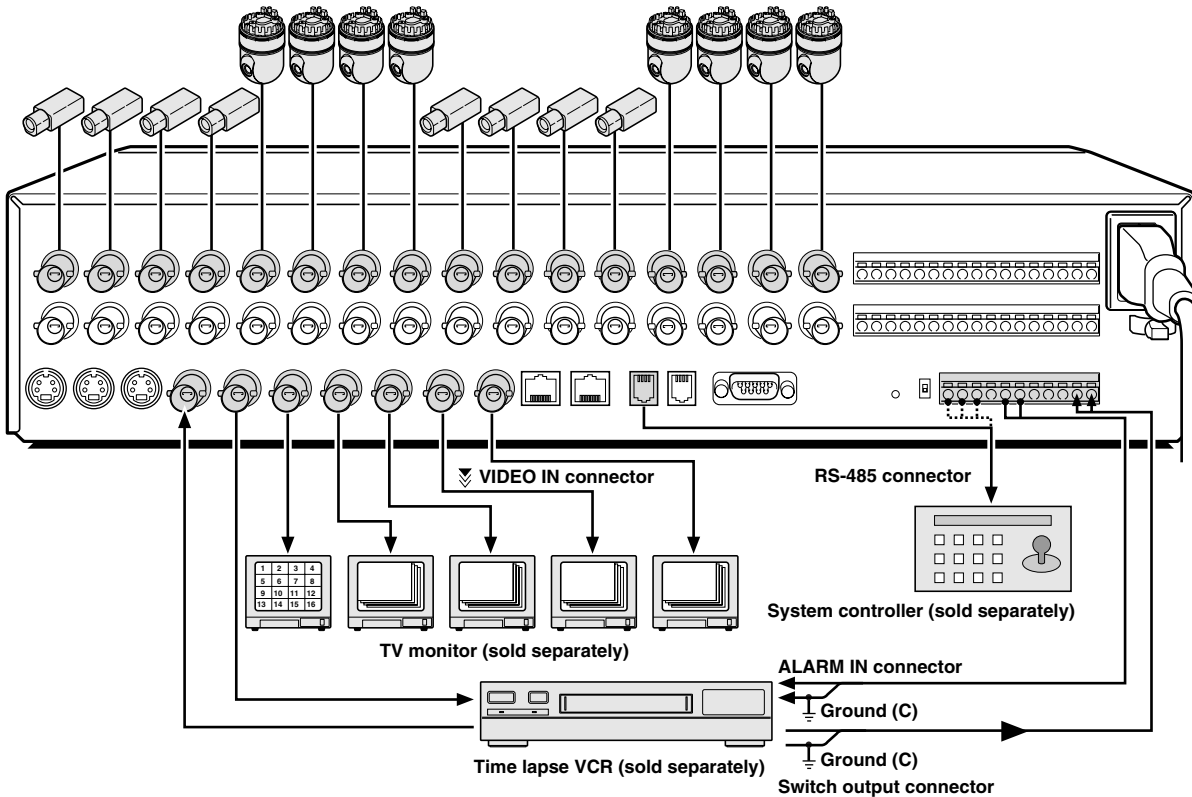 VIDEO IN connector
RS-485 connector
1 2 3 4
5 6 7 8
9 10 11 12
13 14 15 16
System controller (sold separately)
TV monitor (sold separately)
ALARM IN connector
Ground (C)
Ground (C)
Time lapse VCR (sold separately)
Switch output connector